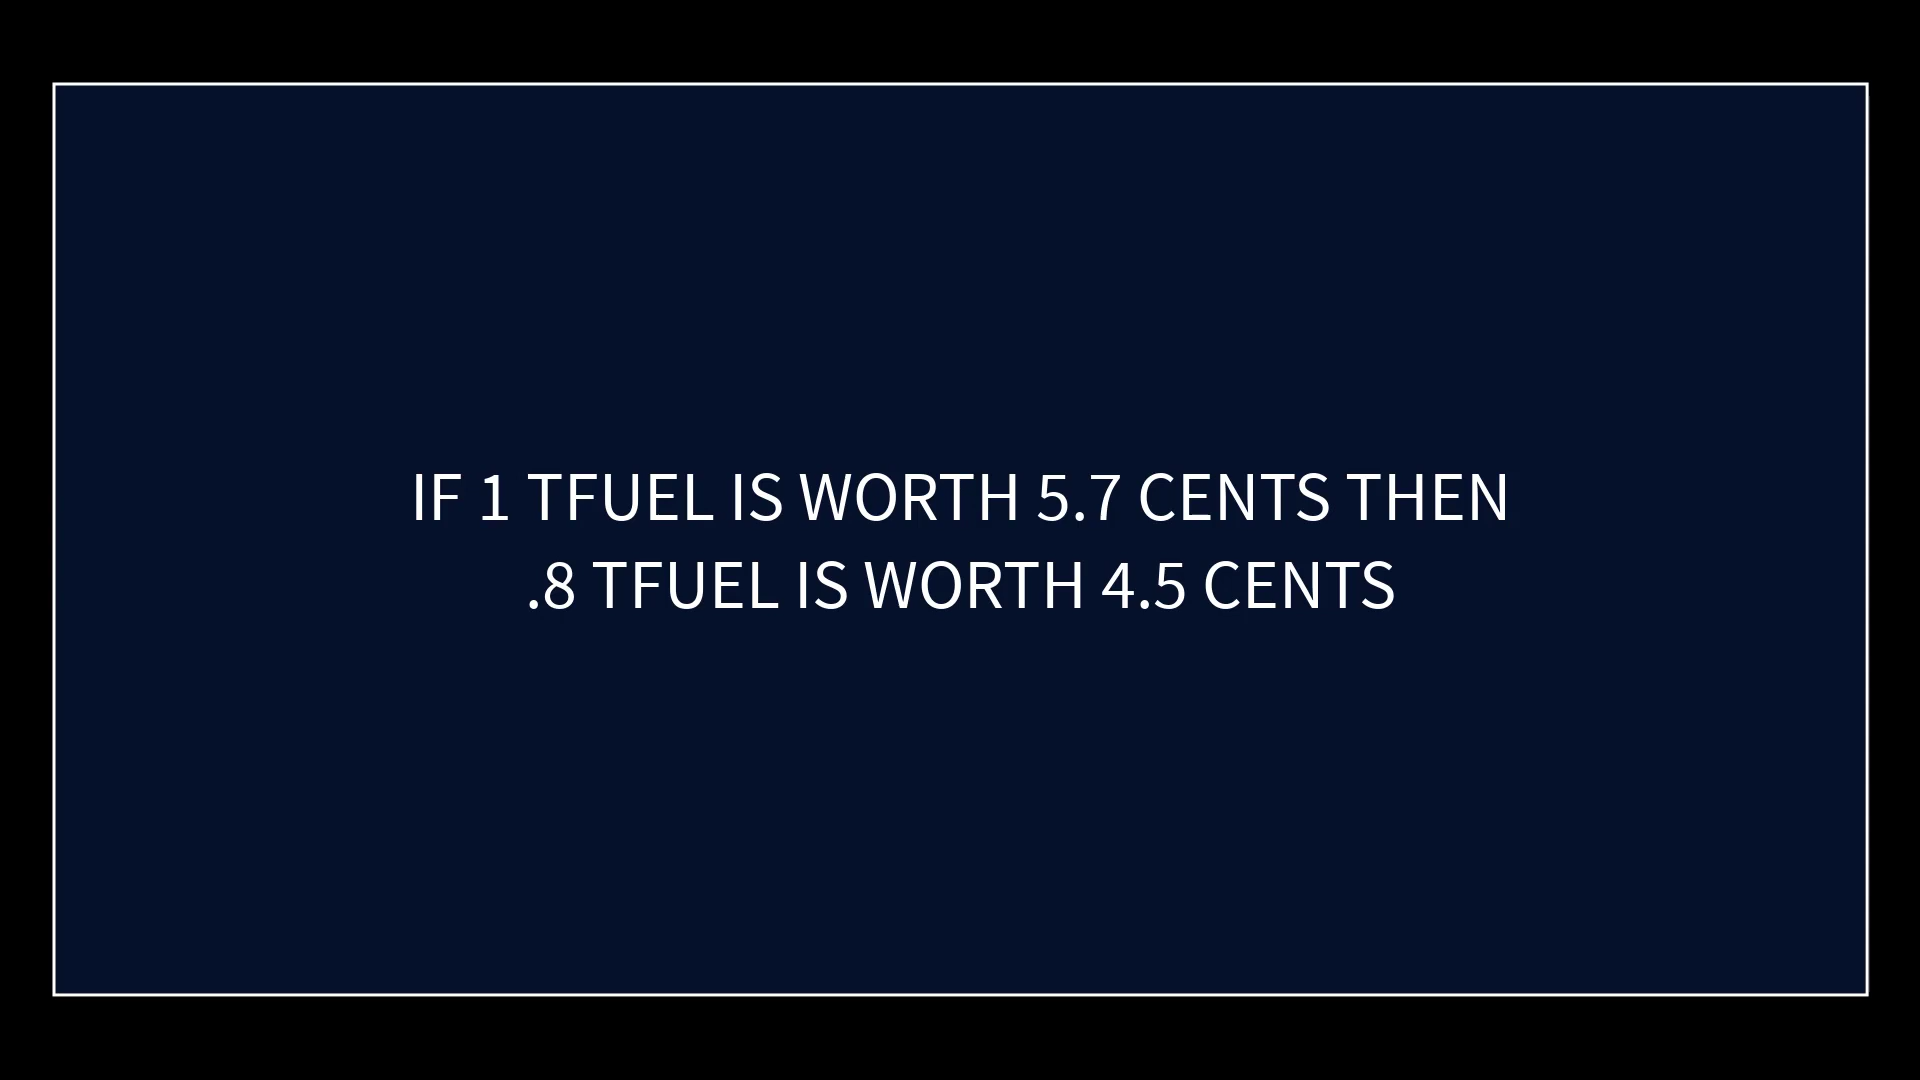 IF 1 TFUEL IS WORTH 5.7 CENTS THEN
.8 TFUEL IS WORTH 4.5 CENTS